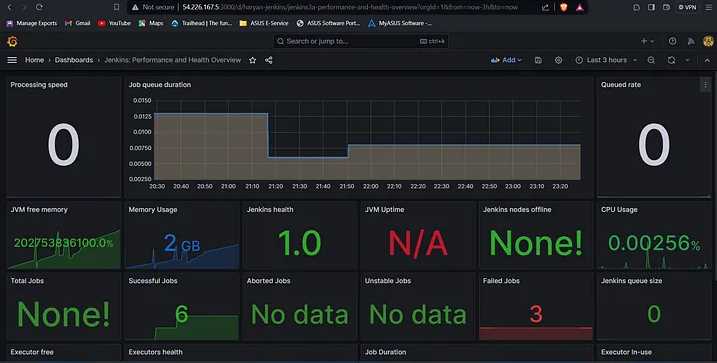 Not secure 54.226.167.5:3000/d/haryan-jenkins/jenkins3a-performance-and-health-overview?orgId=1&from=now-3h&to=now
VPN
Manage Exports Gmail YouTube Maps Trailhead | The fun... ASUS E-Service ASUS Software Port... MyASUS Software -...
Search or jump to... ctrl+k
Home Dashboards Jenkins: Performance and Health Overview Add Last 3 hours
Processing speed
0
Job queue duration
0.0150
0.0125
0.0100
0.00750
0.00500
0.00250
20:30 20:40 20:50 21:00 21:10 21:20 21:30 21:40 21:50 22:00 22:10 22:20 22:30 22:40 22:50 23:00 23:10 23:20
Queued rate
0
JVM free memory
202753836100.0%
Memory Usage
2 GB
Jenkins health
1.0
JVM Uptime
N/A
Jenkins nodes offline
None!
CPU Usage
0.00256%
Total Jobs
None!
Sucessful Jobs
6
Aborted Jobs
No data
Unstable Jobs
No data
Failed Jobs
3
Jenkins queue size
0
Executor free
Executors health
Job Duration
Executor In-use